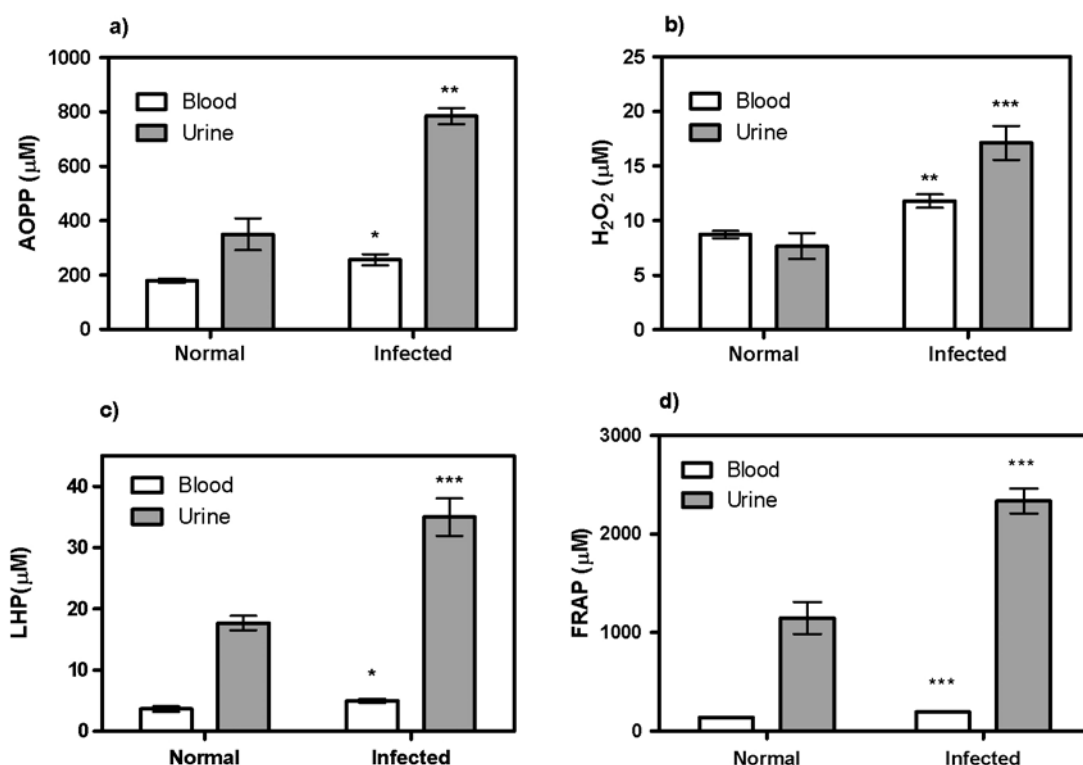 a)
AOPP (μM)
1000
800
600
400
200
0
Blood
Urine
*
**
Normal Infected
b)
H₂O₂ (μM)
25
20
15
10
5
0
Blood
Urine
**
***
Normal Infected
c)
LHP(μM)
40
30
20
10
0
Blood
Urine
*
***
Normal Infected
d)
FRAP (μM)
3000
2000
1000
0
Blood
Urine
***
***
Normal Infected